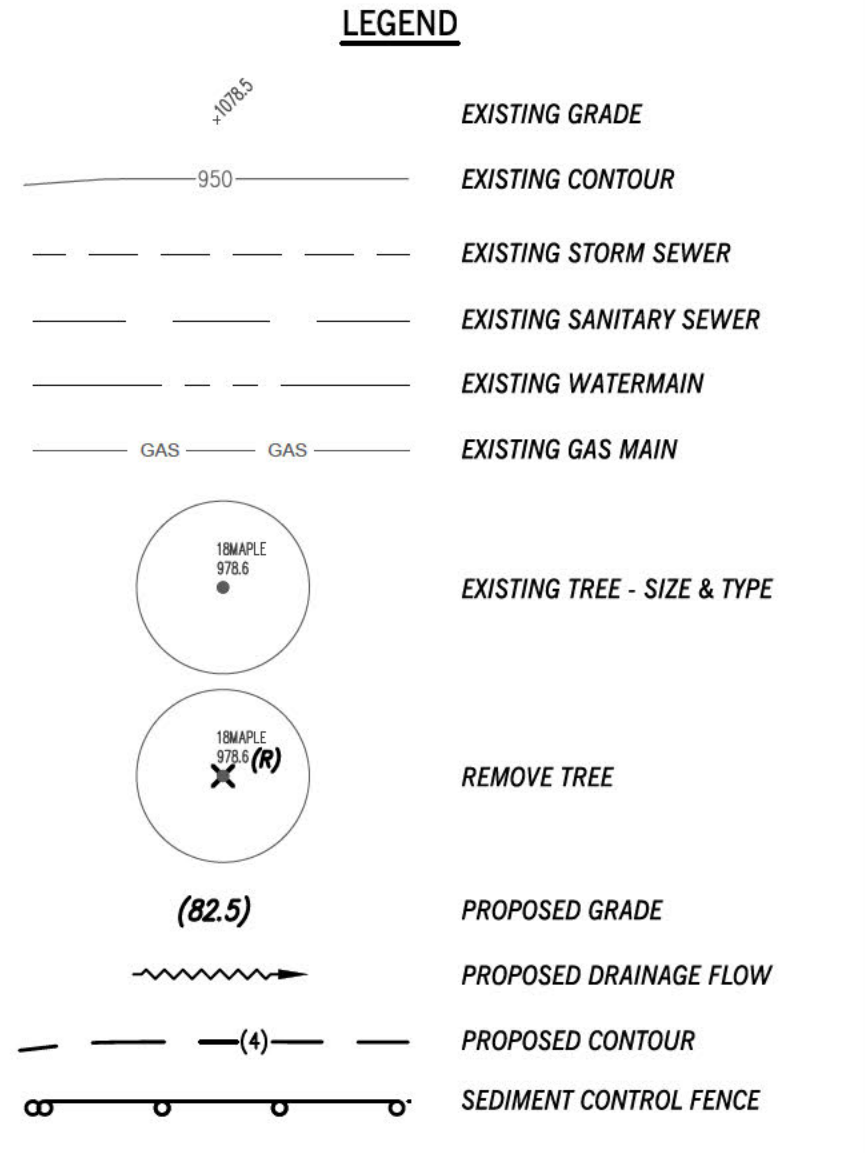 LEGEND
+1078.5
EXISTING GRADE
950
EXISTING CONTOUR
EXISTING STORM SEWER
EXISTING SANITARY SEWER
EXISTING WATERMAIN
GAS GAS
EXISTING GAS MAIN
18MAPLE
978.6
EXISTING TREE - SIZE & TYPE
18MAPLE
978.6 (R)
REMOVE TREE
(82.5)
PROPOSED GRADE
PROPOSED DRAINAGE FLOW
(4)
PROPOSED CONTOUR
SEDIMENT CONTROL FENCE